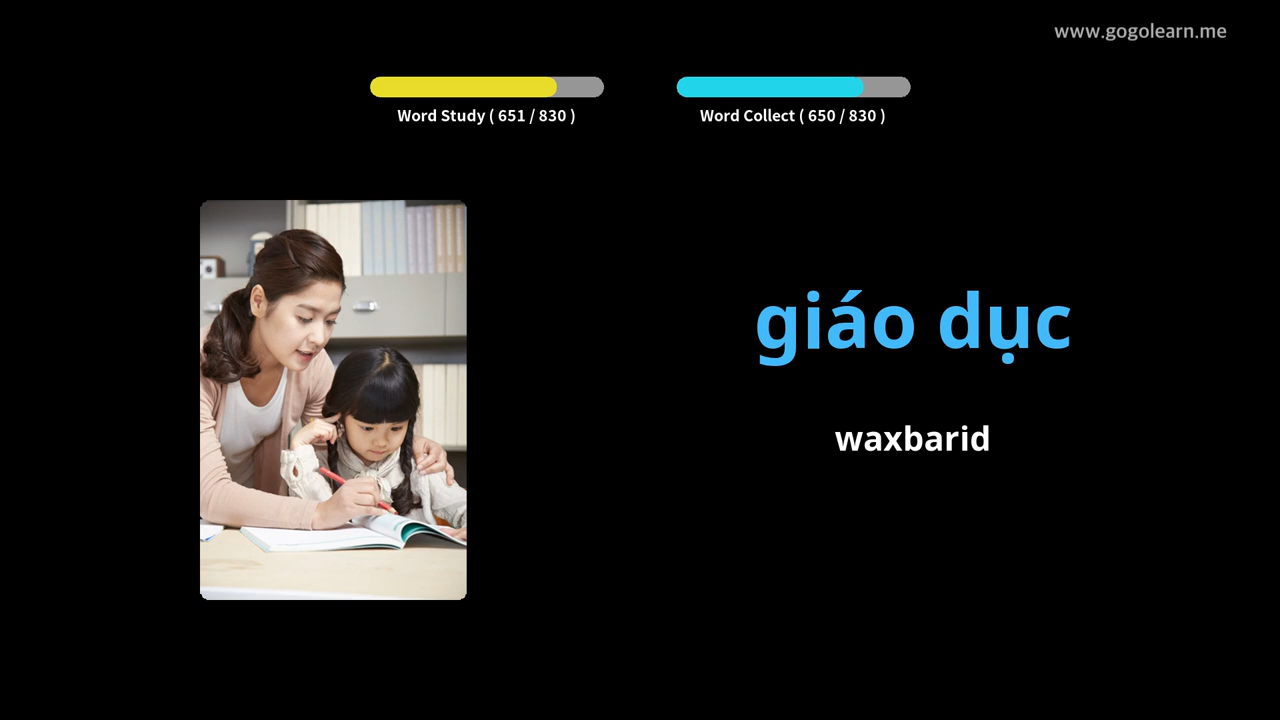 www.gogolearn.me
Word Study ( 651 / 830 )
Word Collect ( 650 / 830 )
giáo dục
waxbarid